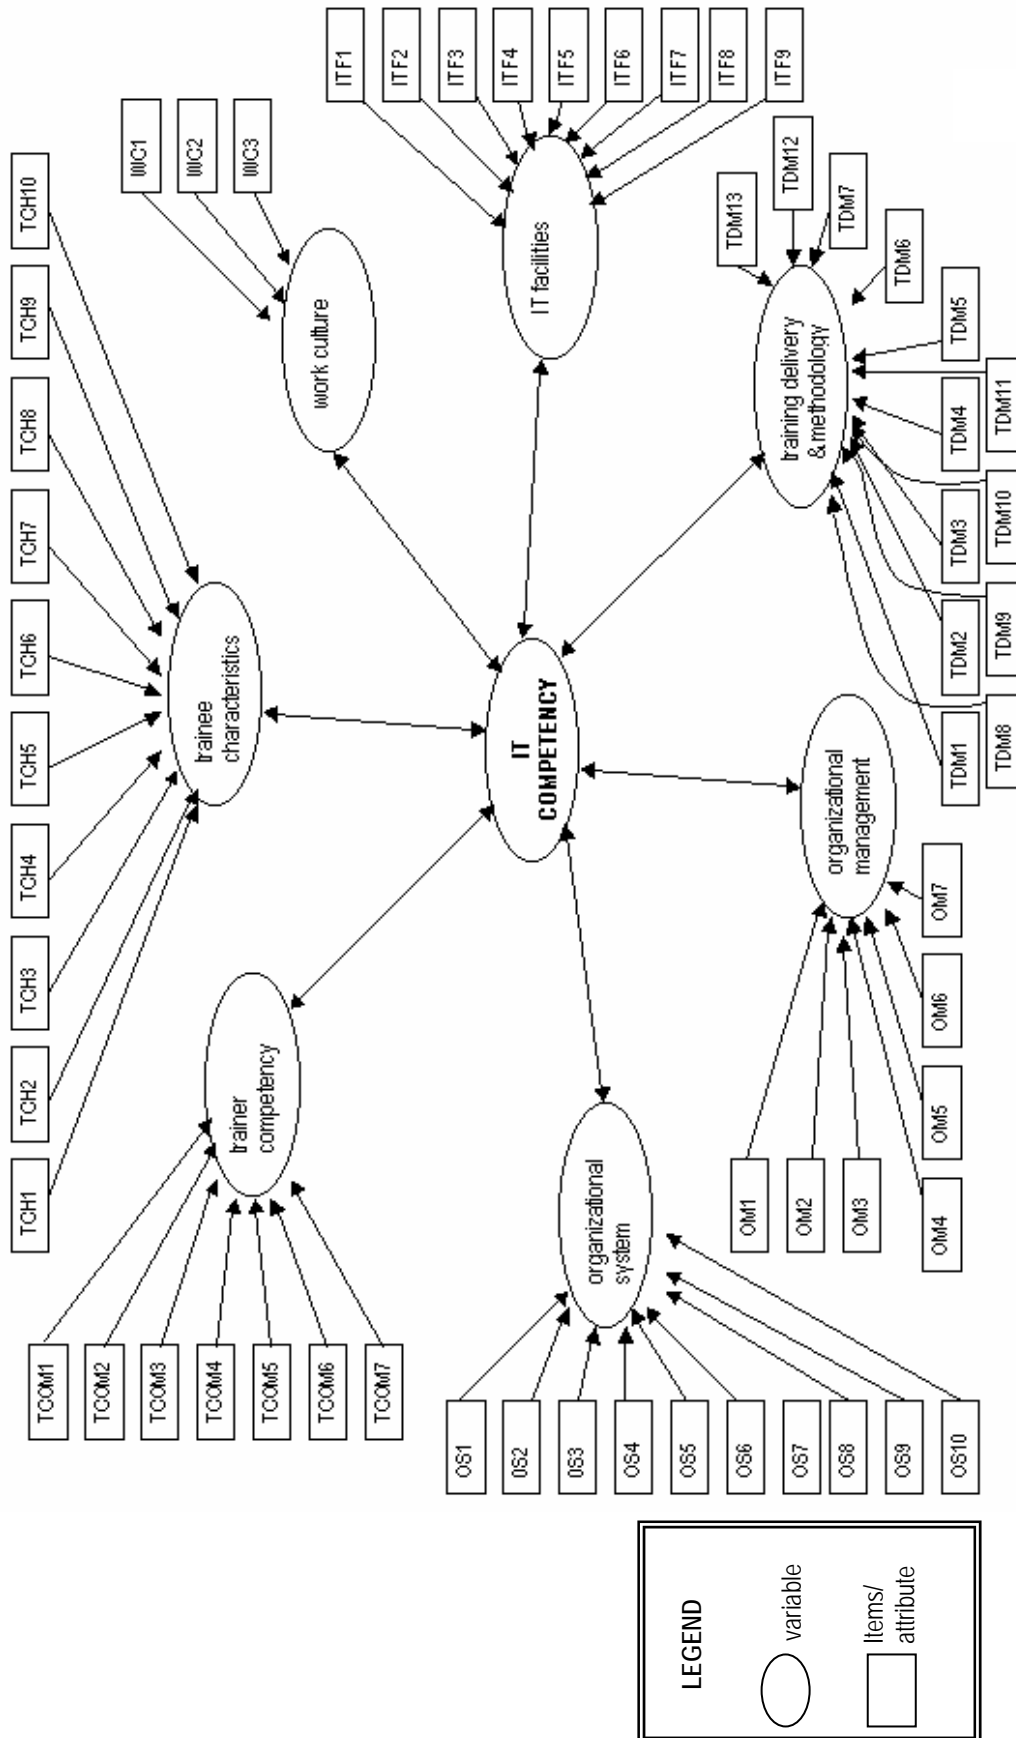 TCH1
TCH2
TCH3
TCH4
TCH5
TCH6
TCH7
TCH8
TCH9
TCH10
TCOM1
TCOM2
TCOM3
TCOM4
TCOM5
TCOM6
TCOM7
trainer
competency
trainee
characteristics
WC1
WC2
WC3
work culture
ITF1
ITF2
ITF3
ITF4
ITF5
ITF6
ITF7
ITF8
ITF9
IT facilities
IT
COMPETENCY
OS1
OS2
OS3
OS4
OS5
OS6
OS7
OS8
OS9
OS10
organizational
system
OM1
OM2
OM3
OM4
OM5
OM6
OM7
organizational
management
training delivery
& methodology
TDM13
TDM12
TDM7
TDM6
TDM1
TDM2
TDM3
TDM4
TDM5
TDM8
TDM9
TDM10
TDM11
LEGEND
variable
Items/
attribute